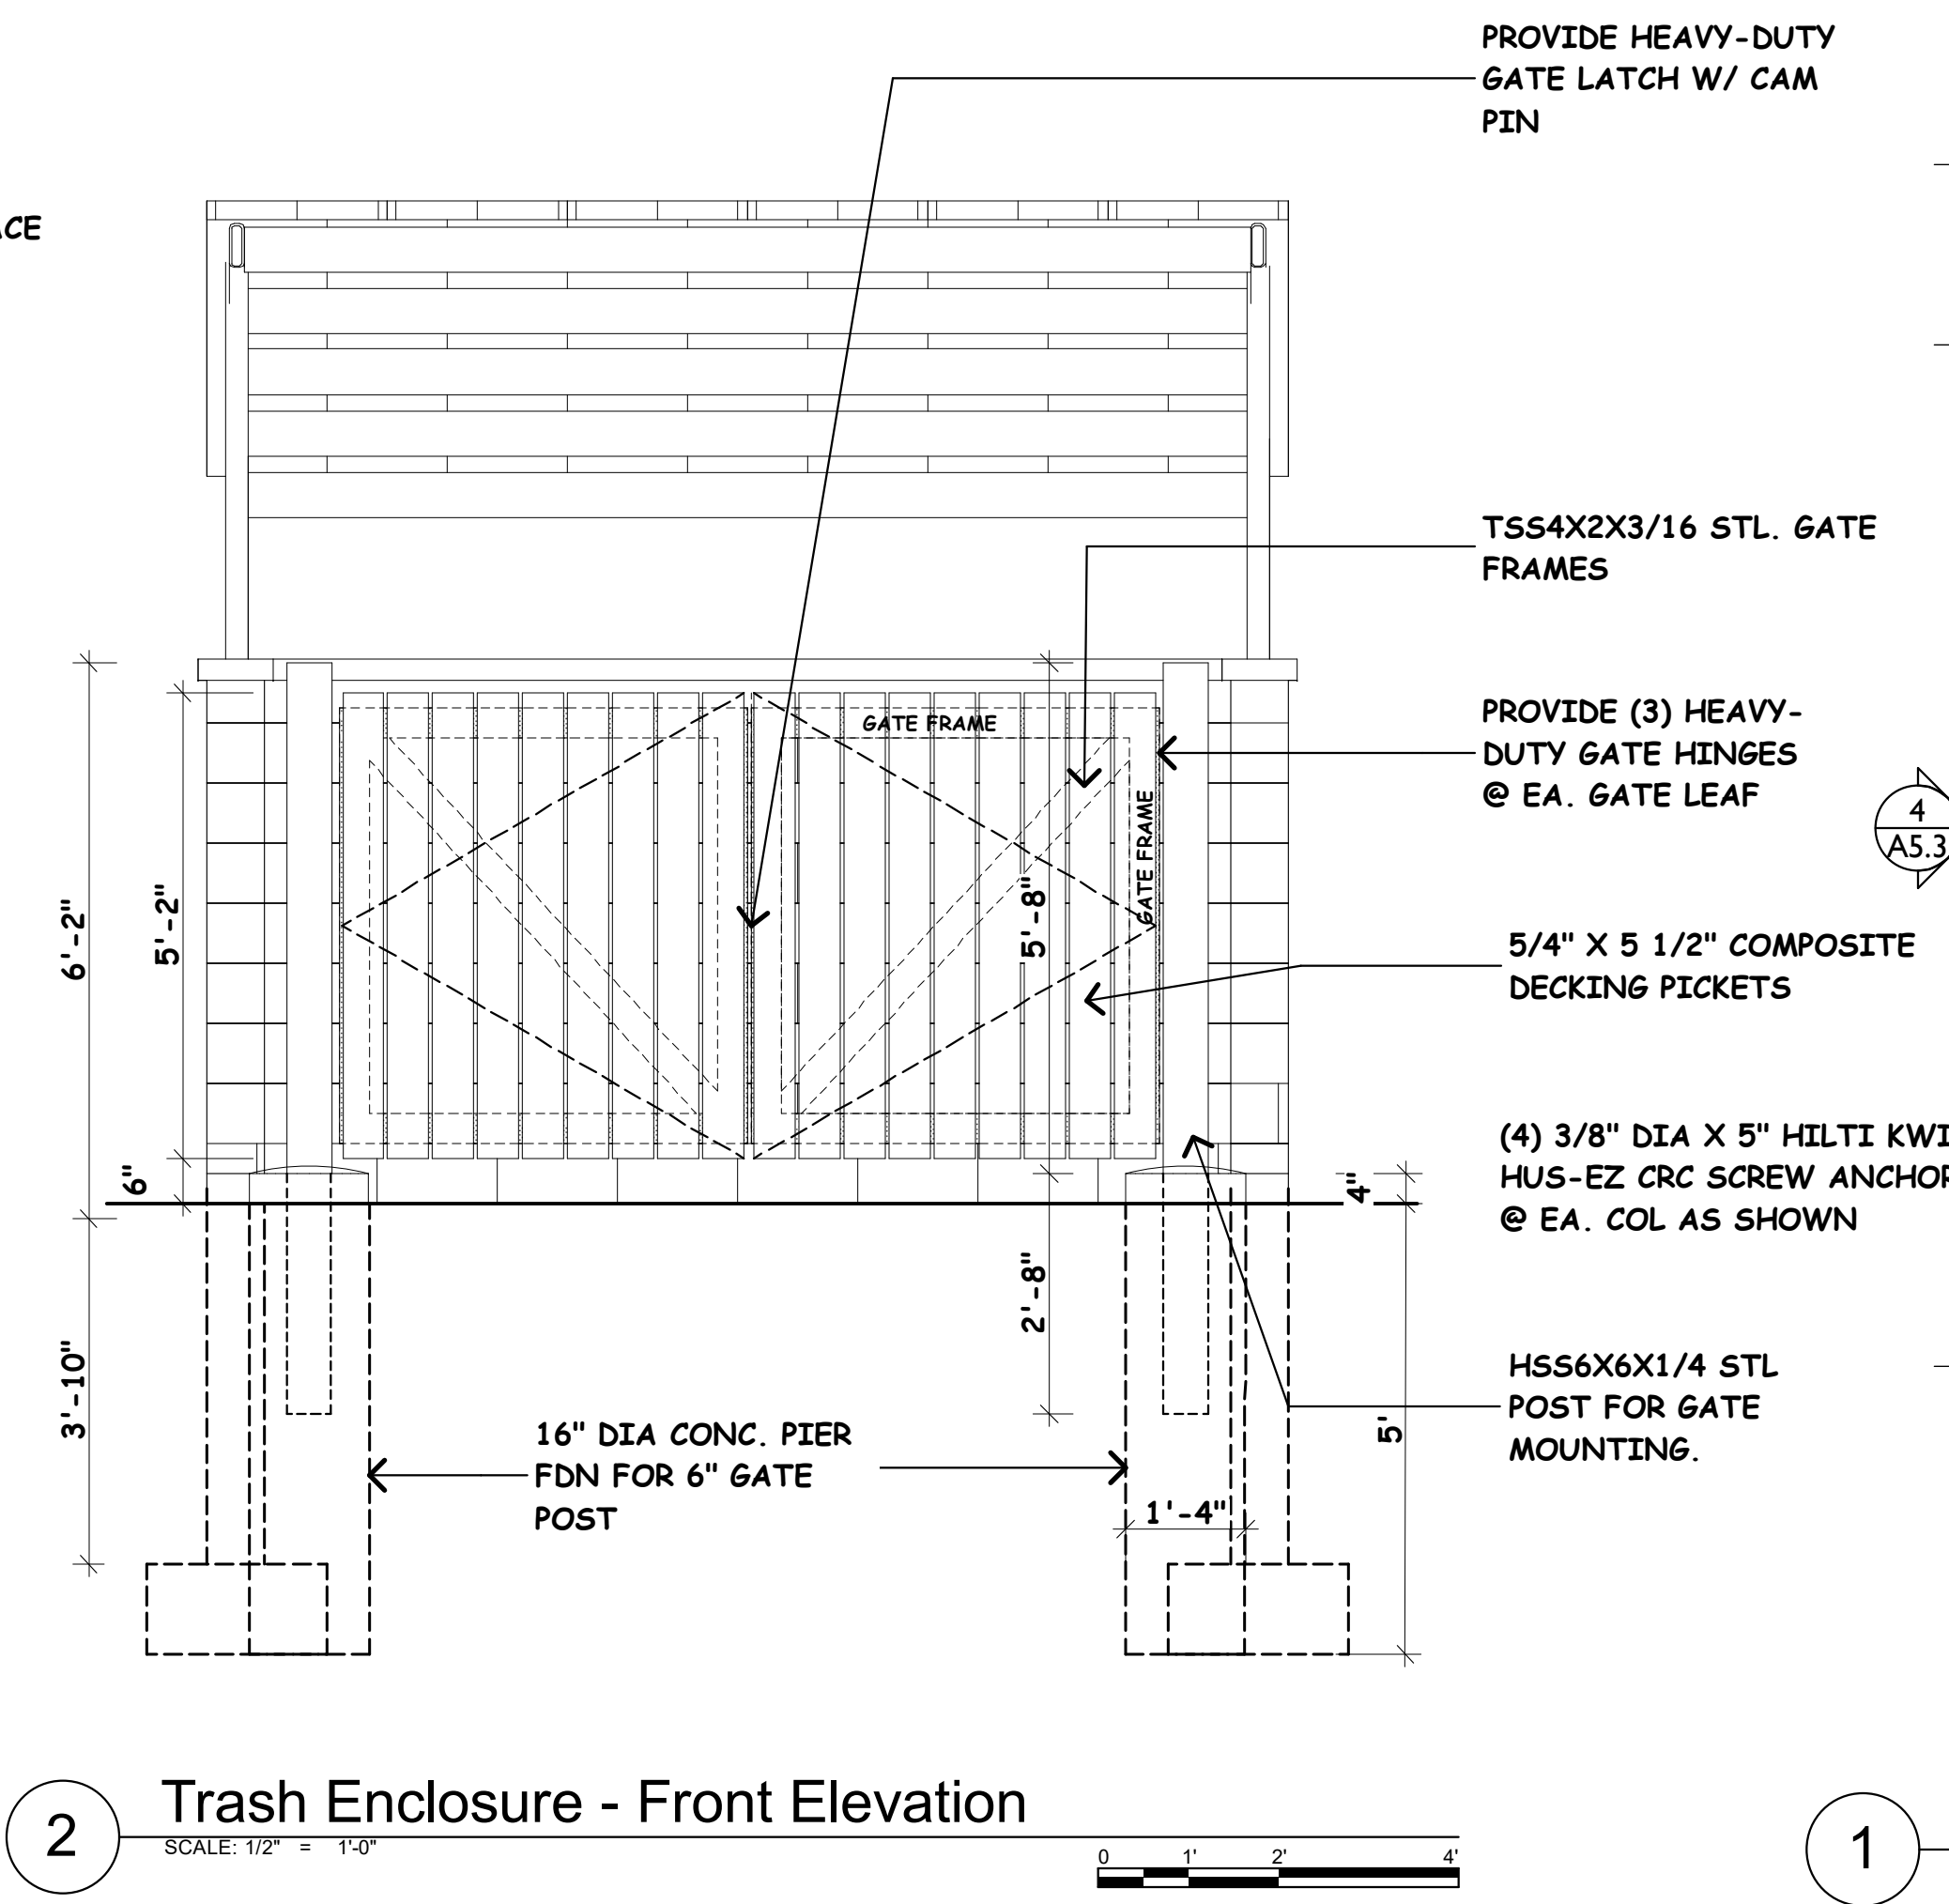 PROVIDE HEAVY-DUTY
GATE LATCH W/ CAM
PIN
TSS4X2X3/16 STL. GATE
FRAMES
GATE FRAME
PROVIDE (3) HEAVY-
DUTY GATE HINGES
@ EA. GATE LEAF
GATE FRAME
4
A5.3
6'-2"
5'-2"
5'-8"
5/4" X 5 1/2" COMPOSITE
DECKING PICKETS
(4) 3/8" DIA X 5" HILTI KWI
HUS-EZ CRC SCREW ANCHOR
@ EA. COL AS SHOWN
6"
4"
2'-8"
3'-10"
HSS6X6X1/4 STL
POST FOR GATE
MOUNTING.
5'
16" DIA CONC. PIER
FDN FOR 6" GATE
POST
1'-4"
2
Trash Enclosure - Front Elevation
SCALE: 1/2" = 1'-0"
0 1' 2' 4'
1